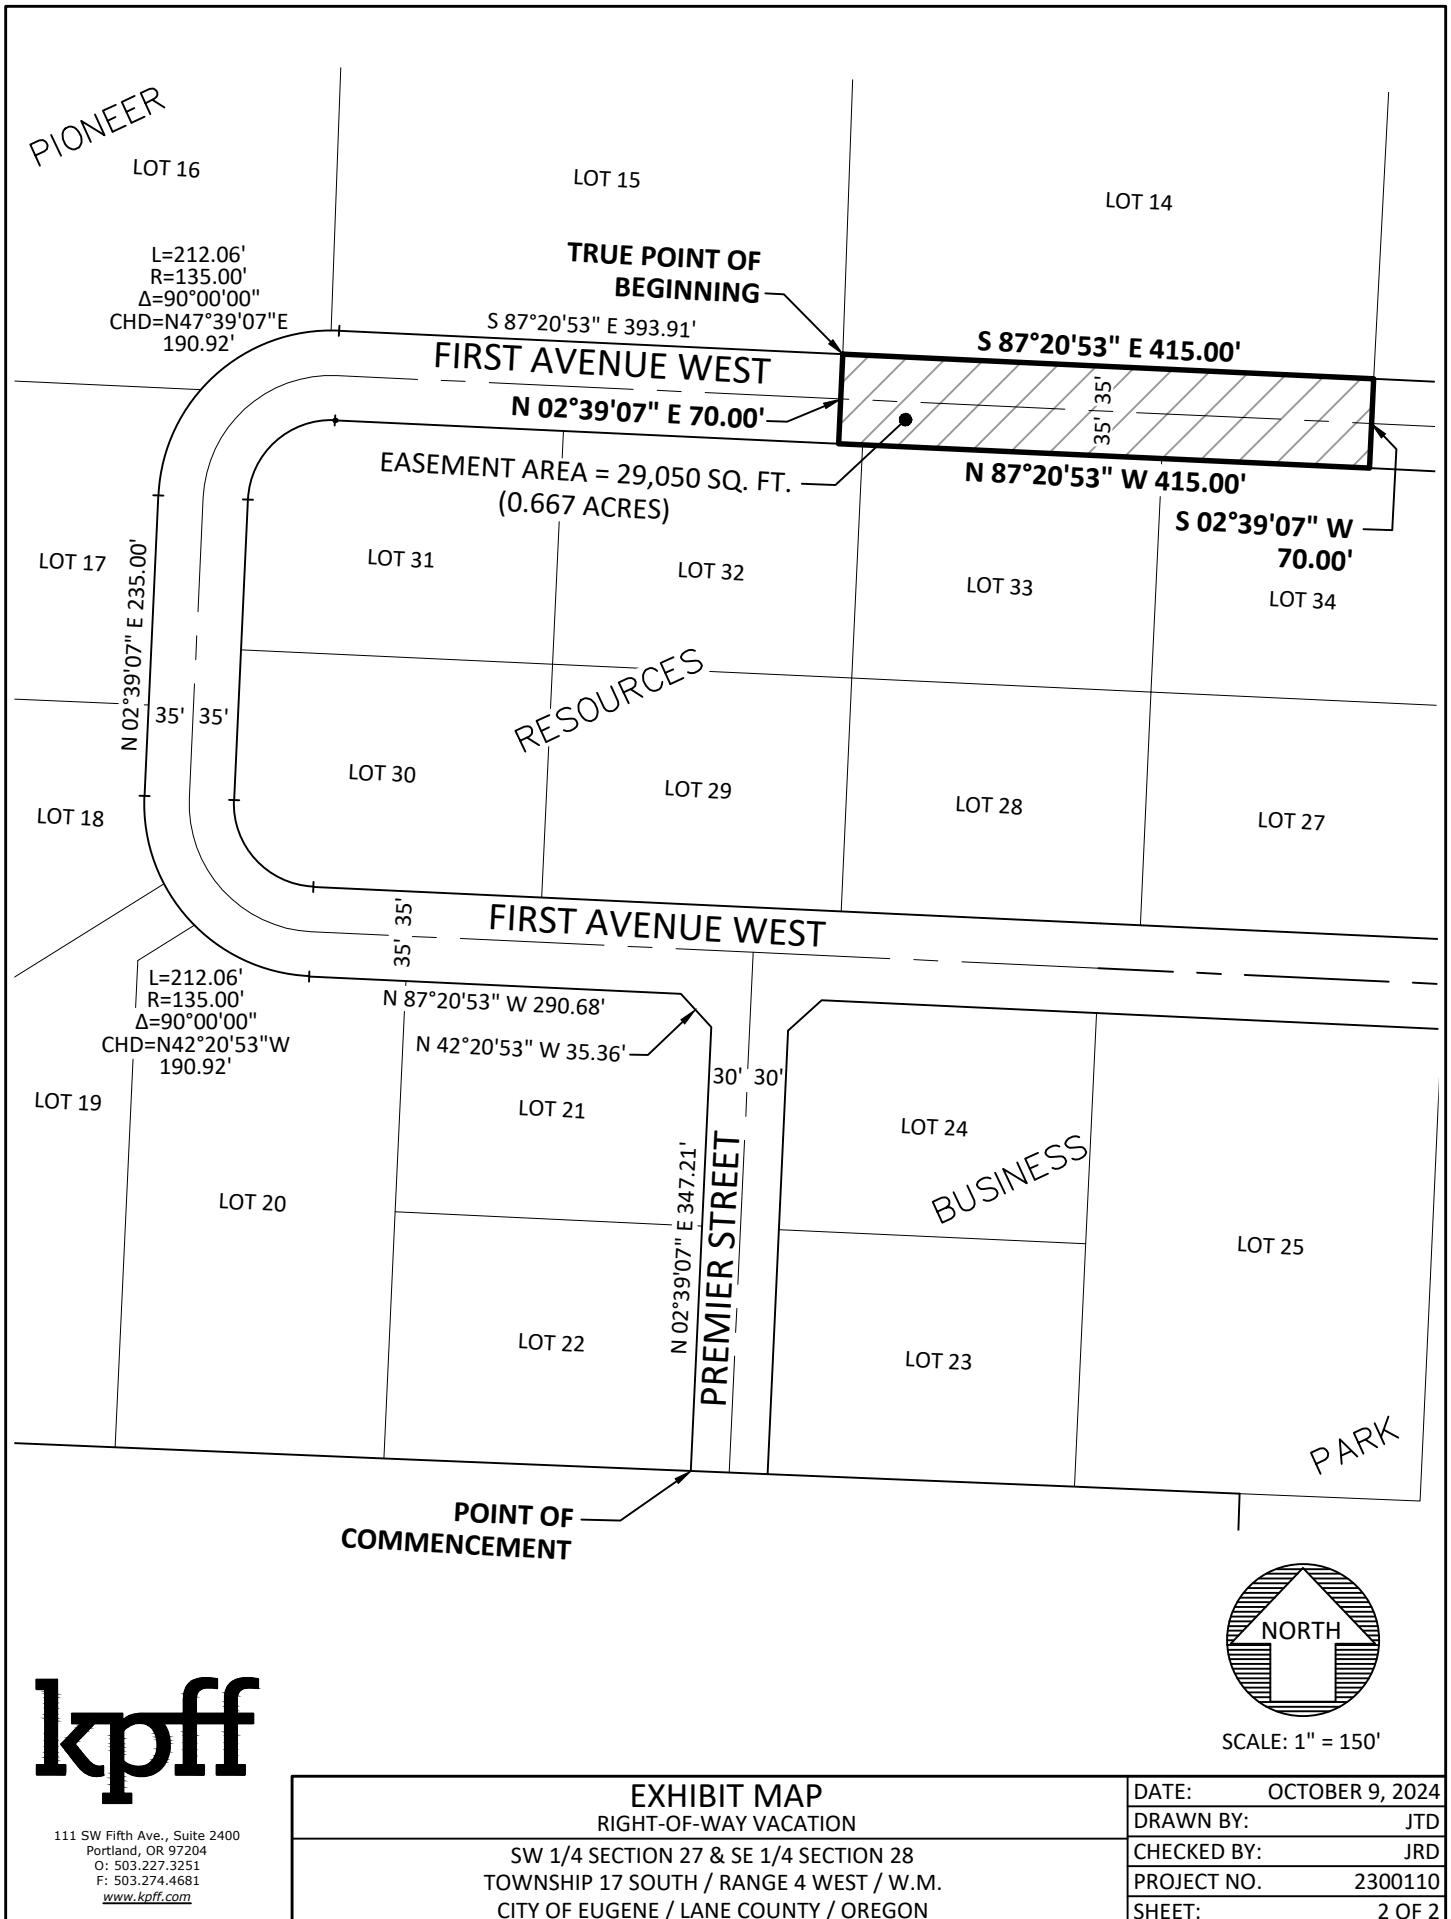 PIONEER
LOT 16
LOT 15
LOT 14
L=212.06'
R=135.00'
Δ=90°00'00"
CHD=N47°39'07"E
190.92'
TRUE POINT OF
BEGINNING
S 87°20'53" E 393.91'
S 87°20'53" E 415.00'
FIRST AVENUE WEST
N 02°39'07" E 70.00'
35' 35'
EASEMENT AREA = 29,050 SQ. FT.
(0.667 ACRES)
N 87°20'53" W 415.00'
S 02°39'07" W
70.00'
LOT 17
LOT 31
LOT 32
LOT 33
LOT 34
N 02°39'07" E 235.00'
35' 35'
RESOURCES
LOT 18
LOT 30
LOT 29
LOT 28
LOT 27
35' 35'
FIRST AVENUE WEST
L=212.06'
R=135.00'
Δ=90°00'00"
CHD=N42°20'53"W
190.92'
N 87°20'53" W 290.68'
N 42°20'53" W 35.36'
30' 30'
LOT 19
LOT 21
LOT 24
BUSINESS
LOT 20
N 02°39'07" E 347.21'
PREMIER STREET
LOT 25
LOT 22
LOT 23
PARK
POINT OF
COMMENCEMENT
NORTH
SCALE: 1" = 150'
kpff
111 SW Fifth Ave., Suite 2400
Portland, OR 97204
O: 503.227.3251
F: 503.274.4681
www.kpff.com
EXHIBIT MAP
RIGHT-OF-WAY VACATION
SW 1/4 SECTION 27 & SE 1/4 SECTION 28
TOWNSHIP 17 SOUTH / RANGE 4 WEST / W.M.
CITY OF EUGENE / LANE COUNTY / OREGON
DATE: OCTOBER 9, 2024
DRAWN BY: JTD
CHECKED BY: JRD
PROJECT NO. 2300110
SHEET: 2 OF 2